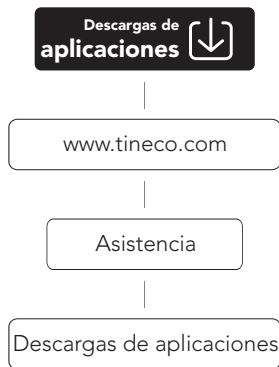 Descargas de
aplicaciones
www.tineco.com
Asistencia
Descargas de aplicaciones